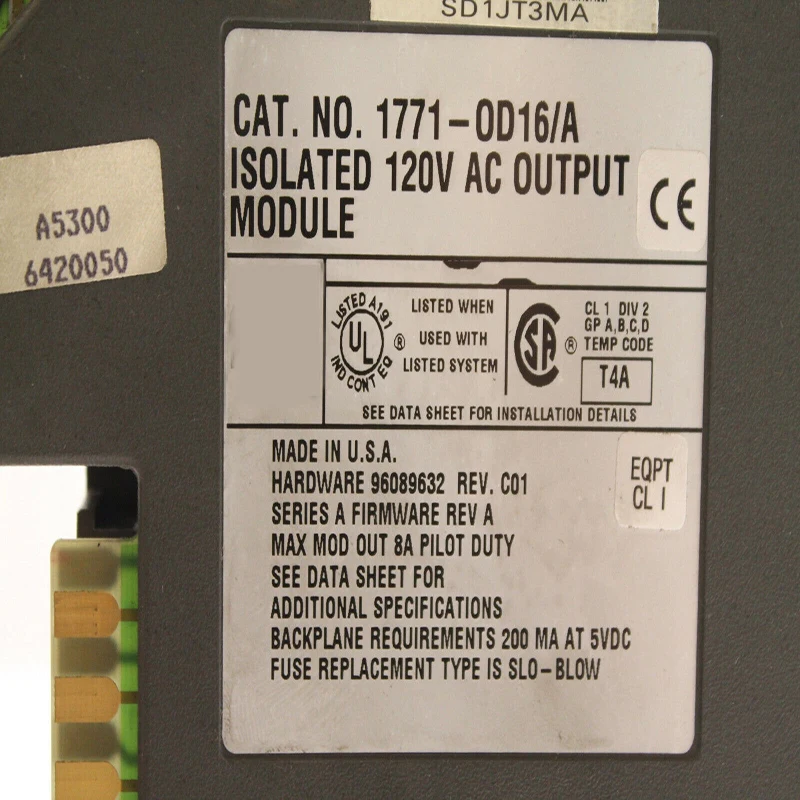 SD1JT3MA
CAT. NO. 1771-OD16/A
ISOLATED 120V AC OUTPUT
MODULE
CE
A5300
6420050
LISTED A191
UL
IND CONT EQ
®
LISTED WHEN
USED WITH
LISTED SYSTEM
SA
®
CL 1 DIV 2
GP A,B,C,D
TEMP CODE
T4A
SEE DATA SHEET FOR INSTALLATION DETAILS
MADE IN U.S.A.
HARDWARE 96089632 REV. C01
SERIES A FIRMWARE REV A
MAX MOD OUT 8A PILOT DUTY
SEE DATA SHEET FOR
ADDITIONAL SPECIFICATIONS
BACKPLANE REQUIREMENTS 200 MA AT 5VDC
FUSE REPLACEMENT TYPE IS SLO-BLOW
EQPT
CL I